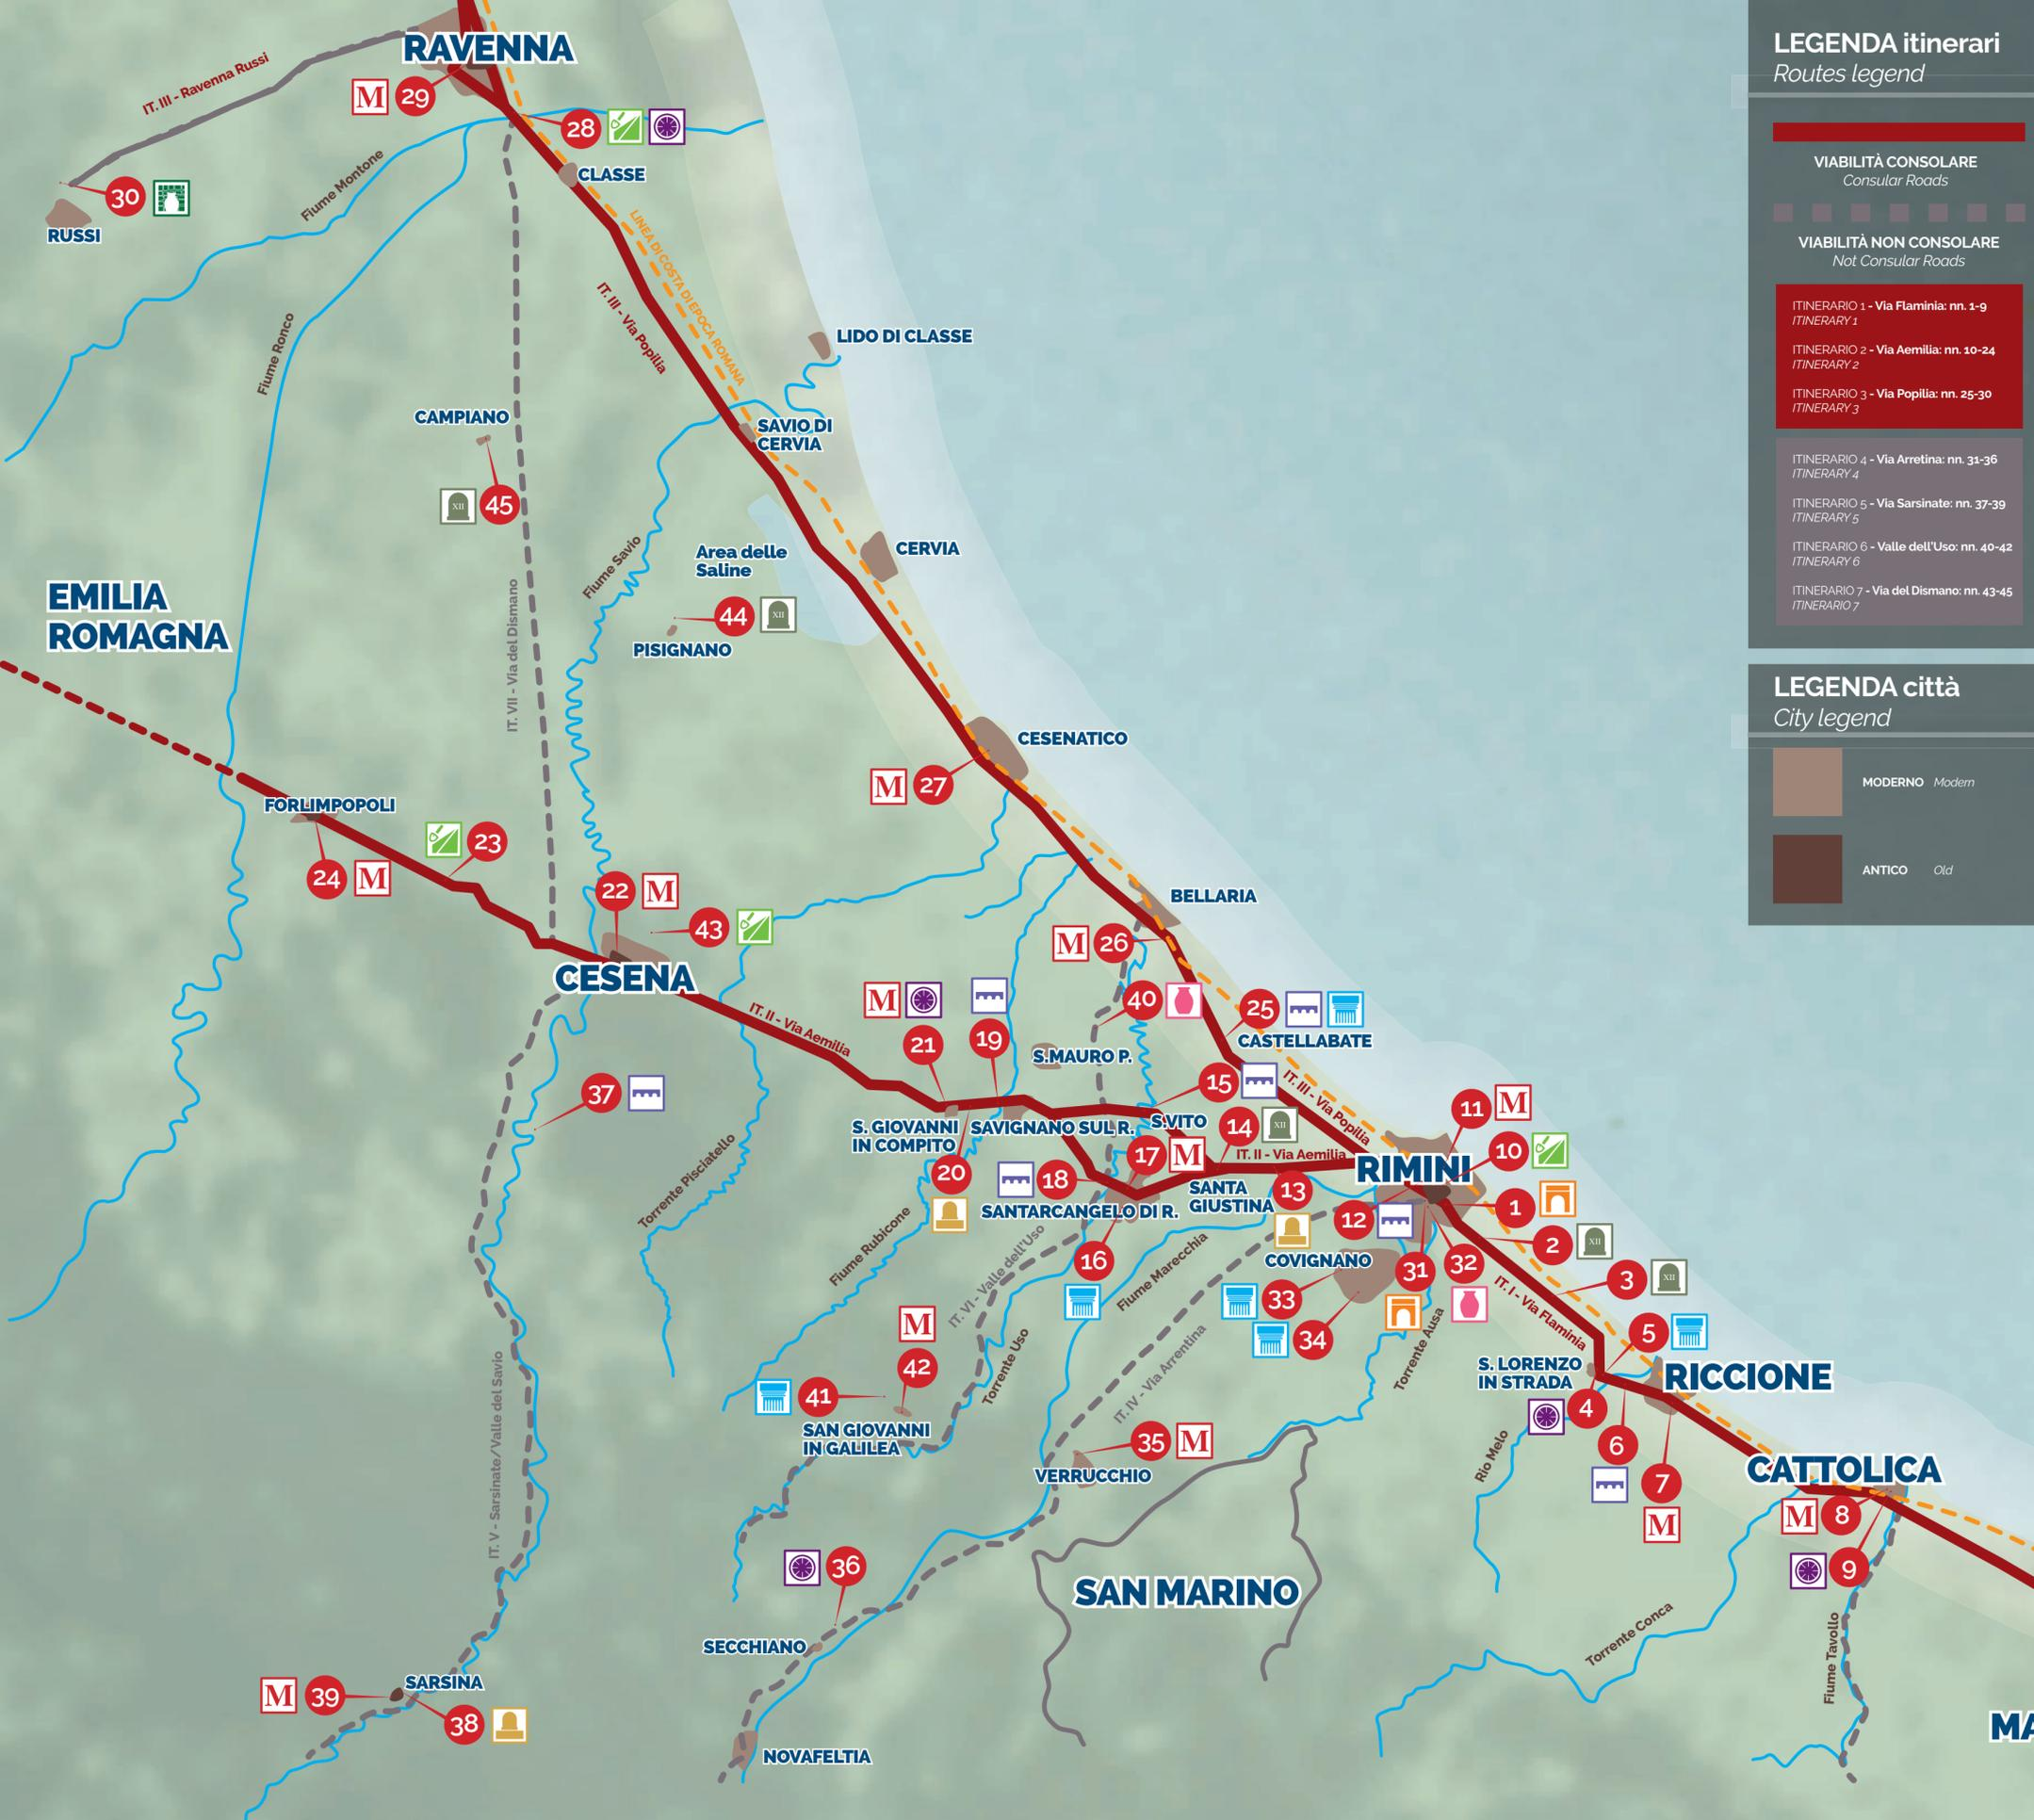 RAVENNA
IT. III - Ravenna Russi
M
29
28
CLASSE
30
RUSSI
Fiume Montone
Fiume Ronco
LINEA DI COSTA DI EPOCA ROMANA
IT. III - Via Popilia
LIDO DI CLASSE
CAMPIANO
SAVIO DI
CERVIA
XII
45
Fiume Savio
Area delle
Saline
CERVIA
44
XII
PISIGNANO
EMILIA
ROMAGNA
IT. VII - Via del Dismano
CESENATICO
M
27
FORLIMPOPOLI
23
24
M
22
M
43
CESENA
BELLARIA
M
26
40
25
CASTELLABATE
IT. II - Via Aemilia
M
21
19
S.MAURO P.
15
IT. III - Via Popilia
37
S. GIOVANNI
IN COMPITO
SAVIGNANO SUL R.
S.VITO
14
XII
11
M
10
17
M
IT. II - Via Aemilia
RIMINI
20
18
SANTARCANGELO DI R.
SANTA
GIUSTINA
13
12
1
2
XII
Torrente Pisciatello
Fiume Rubicone
IT. VI - Valle dell'Uso
16
Fiume Marecchia
COVIGNANO
31
32
3
XII
33
34
IT. I - Via Flaminia
Torrente Ausa
5
M
42
41
SAN GIOVANNI
IN GALILEA
Torrente Uso
IT. IV - Via Arrentina
S. LORENZO
IN STRADA
RICCIONE
4
6
7
M
IT. V - Sarsinate/Valle del Savio
35
M
VERRUCCHIO
Rio Melo
CATTOLICA
M
8
9
36
SAN MARINO
SECCHIANO
Torrente Conca
Fiume Tavollo
M
39
SARSINA
38
NOVAFELTIA
MA
LEGENDA itinerari
Routes legend
VIABILITÀ CONSOLARE
Consular Roads
VIABILITÀ NON CONSOLARE
Not Consular Roads
ITINERARIO 1 - Via Flaminia: nn. 1-9
ITINERARY 1
ITINERARIO 2 - Via Aemilia: nn. 10-24
ITINERARY 2
ITINERARIO 3 - Via Popilia: nn. 25-30
ITINERARY 3
ITINERARIO 4 - Via Arretina: nn. 31-36
ITINERARY 4
ITINERARIO 5 - Via Sarsinate: nn. 37-39
ITINERARY 5
ITINERARIO 6 - Valle dell'Uso: nn. 40-42
ITINERARY 6
ITINERARIO 7 - Via del Dismano: nn. 43-45
ITINERARIO 7
LEGENDA città
City legend
MODERNO Modern
ANTICO Old